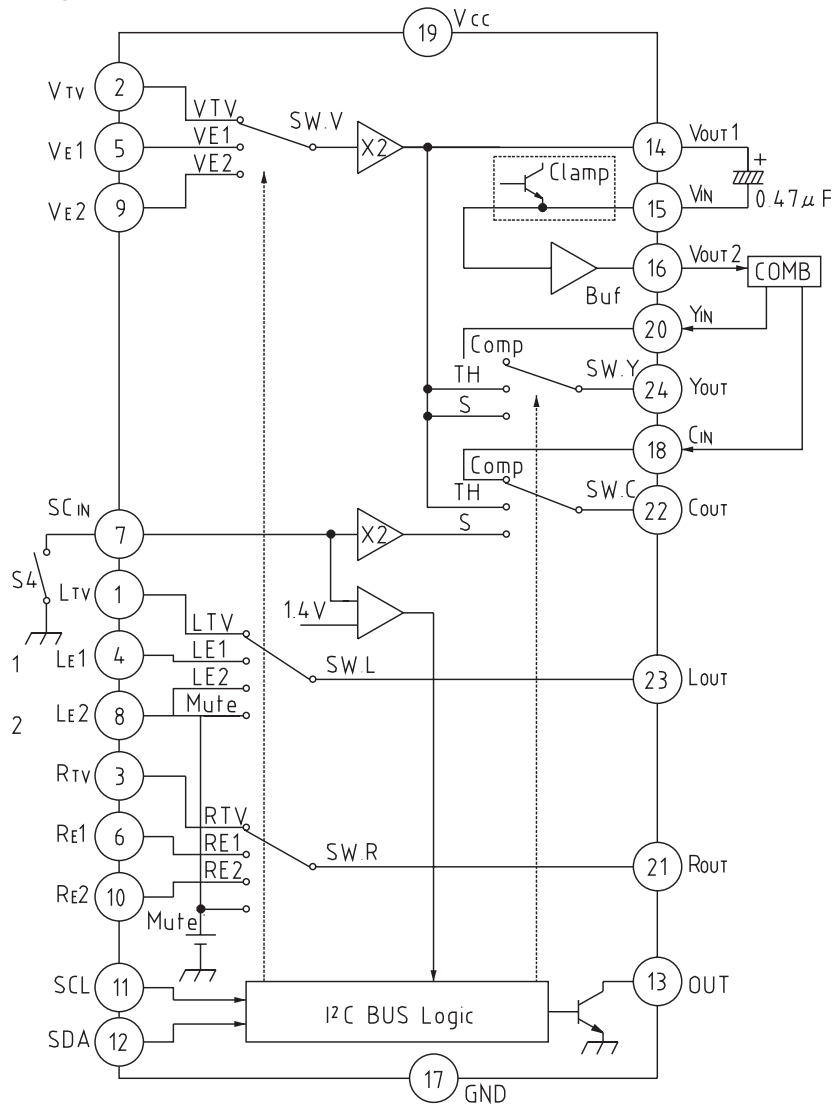 19 VCC
2 VTV
VTV
SW.V
5 VE1
VE1
VE2
9 VE2
X2
14 VOUT1
+
0.47μF
Clamp
15 VIN
16 VOUT2
COMB
Buf
20 YIN
Comp
TH
S
SW.Y
24 YOUT
18 CIN
Comp
TH
S
SW.C
22 COUT
SCIN
7
X2
S4
LTV 1
1.4V
LTV
LE1
LE2
Mute
SW.L
1 LE1 4
23 LOUT
2 LE2 8
RTV 3
RTV
RE1
RE2
Mute
SW.R
RE1 6
21 ROUT
RE2 10
SCL 11
SDA 12
I²C BUS Logic
13 OUT
17 GND